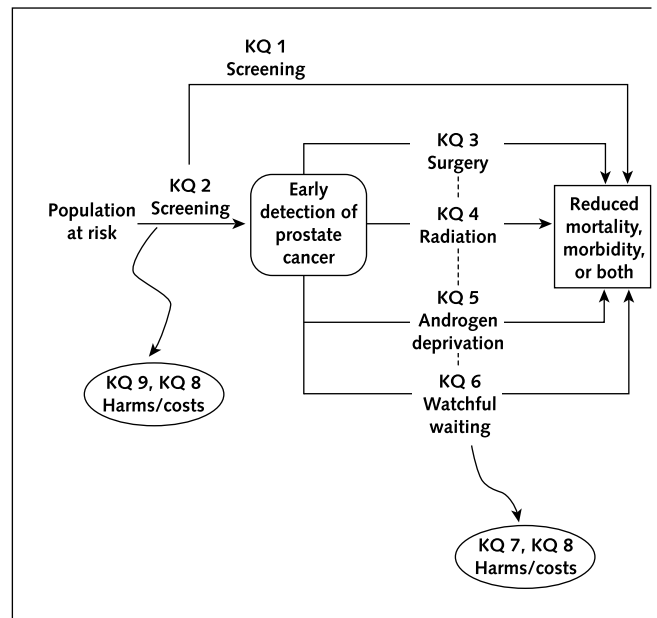 KQ 1
Screening
KQ 3
Surgery
KQ 2
Screening
Population
at risk
Early
detection of
prostate
cancer
KQ 4
Radiation
Reduced
mortality,
morbidity,
or both
KQ 5
Androgen
deprivation
KQ 9, KQ 8
Harms/costs
KQ 6
Watchful
waiting
KQ 7, KQ 8
Harms/costs